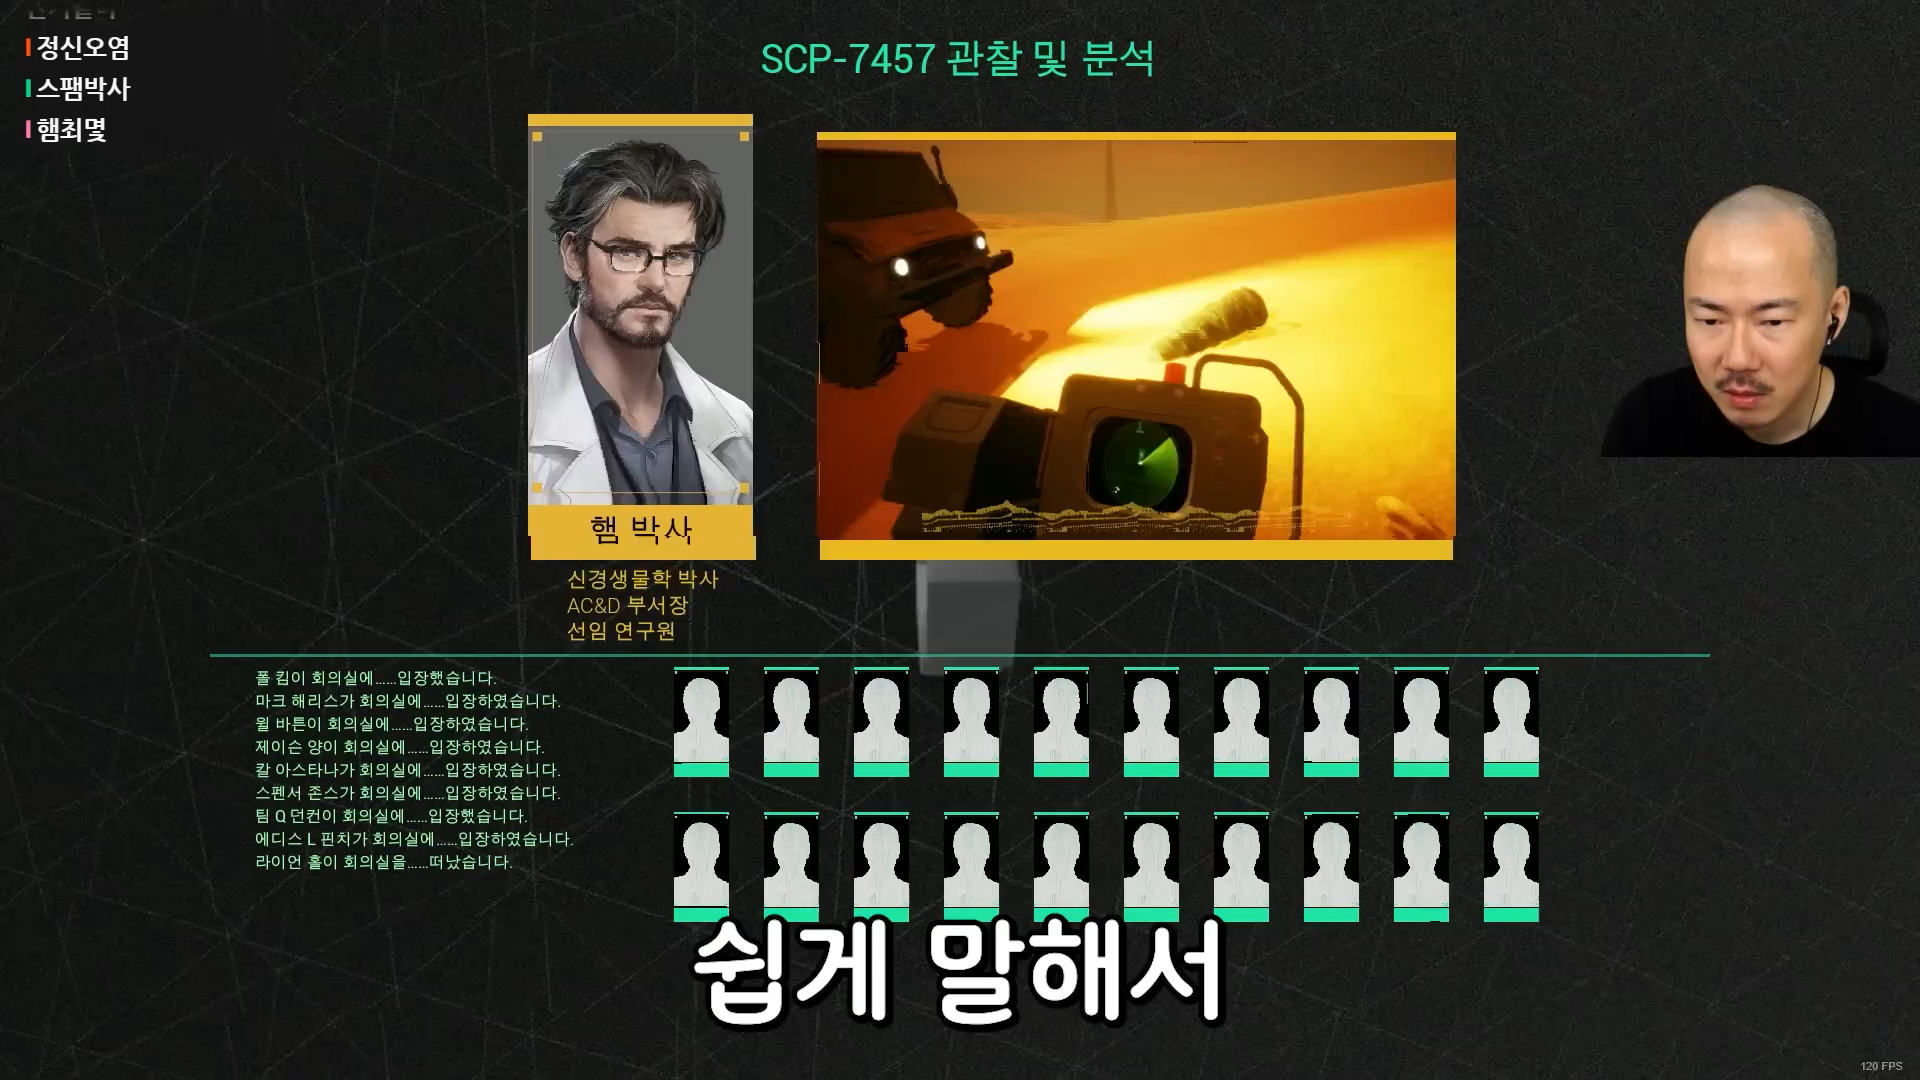 정신오염
스팸박사
햄최몇
SCP-7457 관찰 및 분석
햄 박사
신경생물학 박사
AC&D 부서장
선임 연구원
폴 킴이 회의실에......입장했습니다.
마크 해리스가 회의실에......입장하였습니다.
윌 바튼이 회의실에......입장하였습니다.
제이슨 양이 회의실에......입장하였습니다.
칼 아스타나가 회의실에......입장하였습니다.
스펜서 존스가 회의실에......입장하였습니다.
팀 Q 던컨이 회의실에......입장했습니다.
에디스 L 핀치가 회의실에......입장하였습니다.
라이언 홀이 회의실을......떠났습니다.
쉽게 말해서
120 FPS